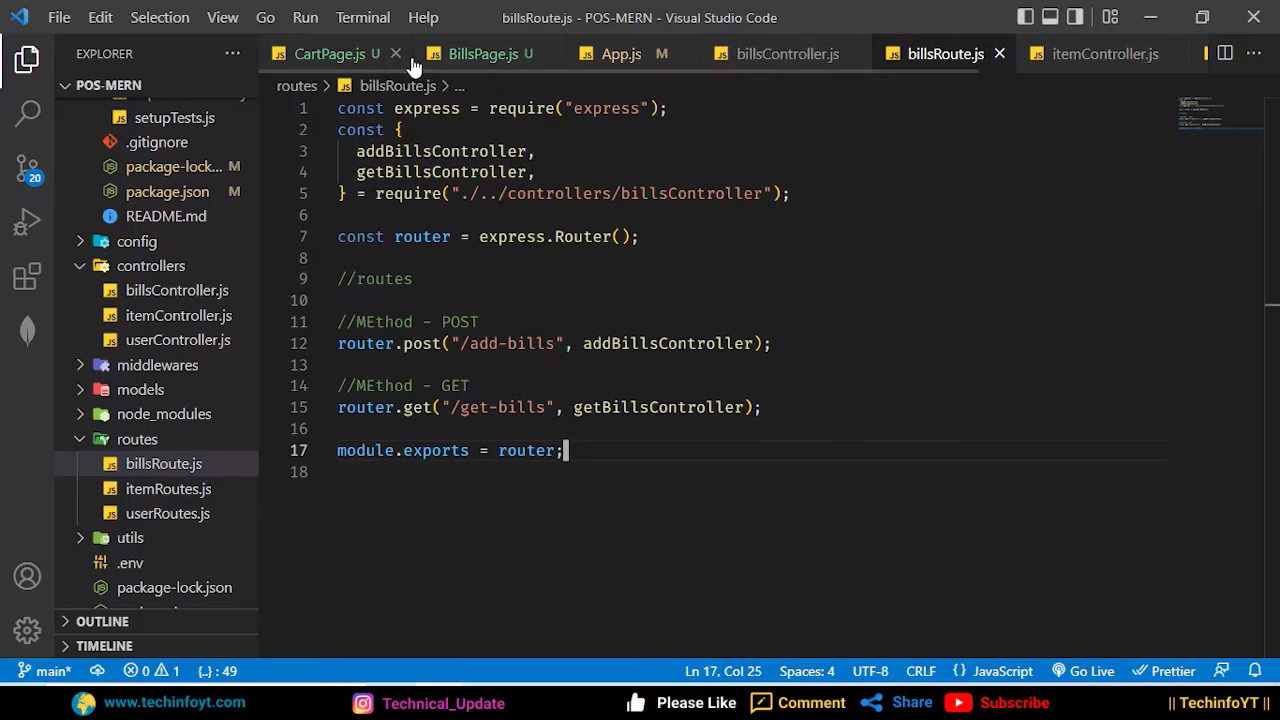 File Edit Selection View Go Run Terminal Help billsRoute.js - POS-MERN - Visual Studio Code
EXPLORER
CartPage.js U BillsPage.js U App.js M billsController.js billsRoute.js itemController.js
POS-MERN
routes billsRoute.js ...
setupTests.js
.gitignore
package-lock... M
package.json M
README.md
config
controllers
billsController.js
itemController.js
userController.js
middlewares
models
node_modules
routes
billsRoute.js
itemRoutes.js
userRoutes.js
utils
.env
package-lock.json
OUTLINE
TIMELINE
20
1 const express = require("express");
2 const {
3 addBillsController,
4 getBillsController,
5 } = require("./../controllers/billsController");
6
7 const router = express.Router();
8
9 //routes
10
11 //MEthod - POST
12 router.post("/add-bills", addBillsController);
13
14 //MEthod - GET
15 router.get("/get-bills", getBillsController);
16
17 module.exports = router;
18
main* 0 1 {..} : 49 Ln 17, Col 25 Spaces: 4 UTF-8 CRLF {} JavaScript Go Live Prettier
www.techinfoyt.com Technical_Update Please Like Comment Share Subscribe || TechinfoYT ||